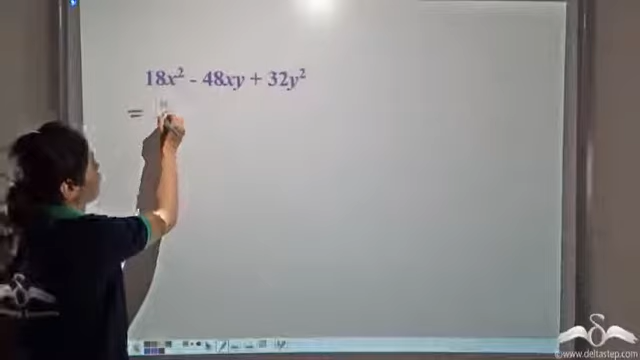 18x² - 48xy + 32y²
=
©www.deltastep.com